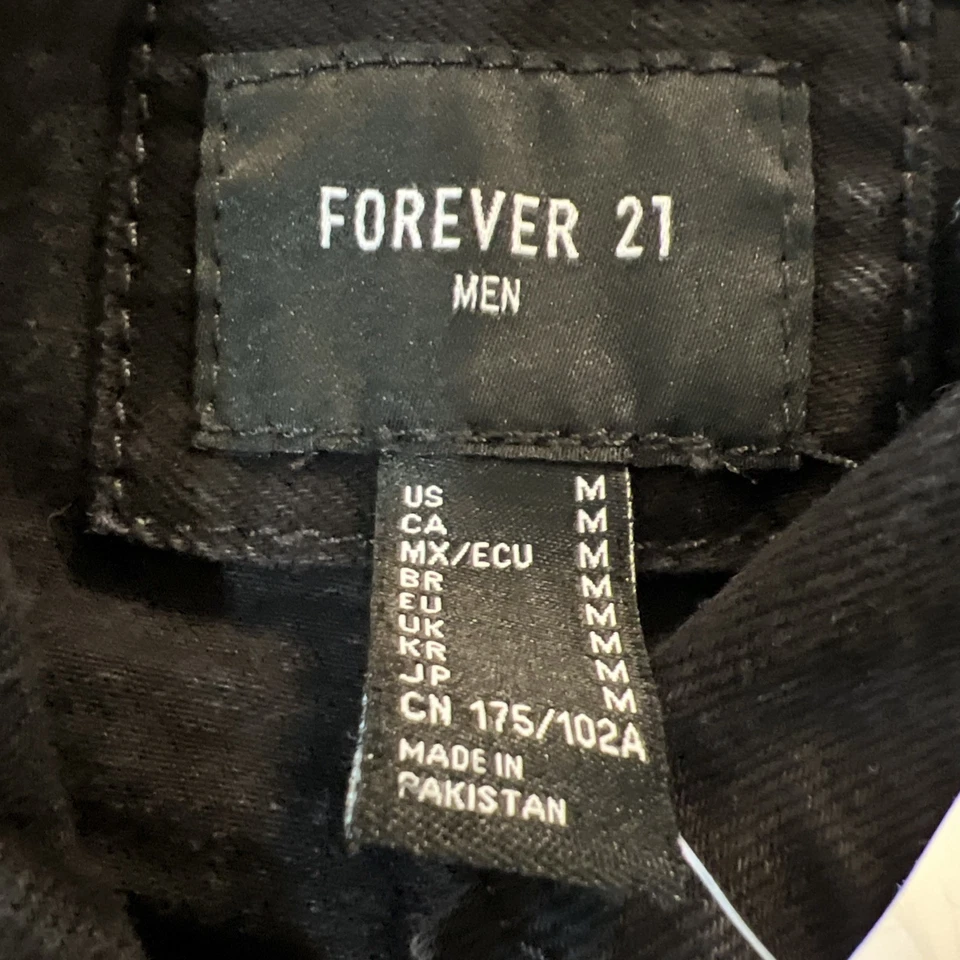 FOREVER 21
MEN
US M
CA M
MX/ECU M
BR M
EU M
UK M
KR M
JP M
CN 175/102A
MADE IN
PAKISTAN